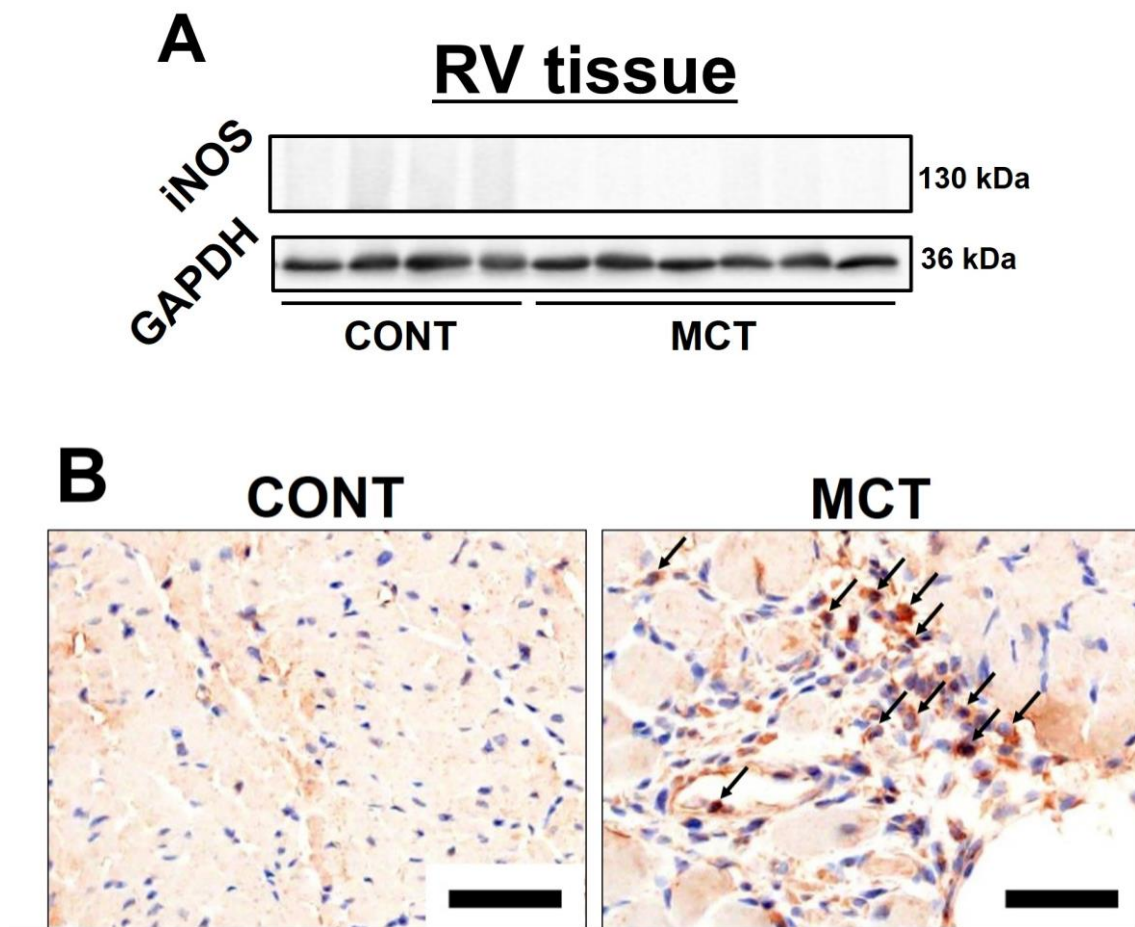 A
RV tissue
iNOS
130 kDa
GAPDH
36 kDa
CONT
MCT
B
CONT
MCT